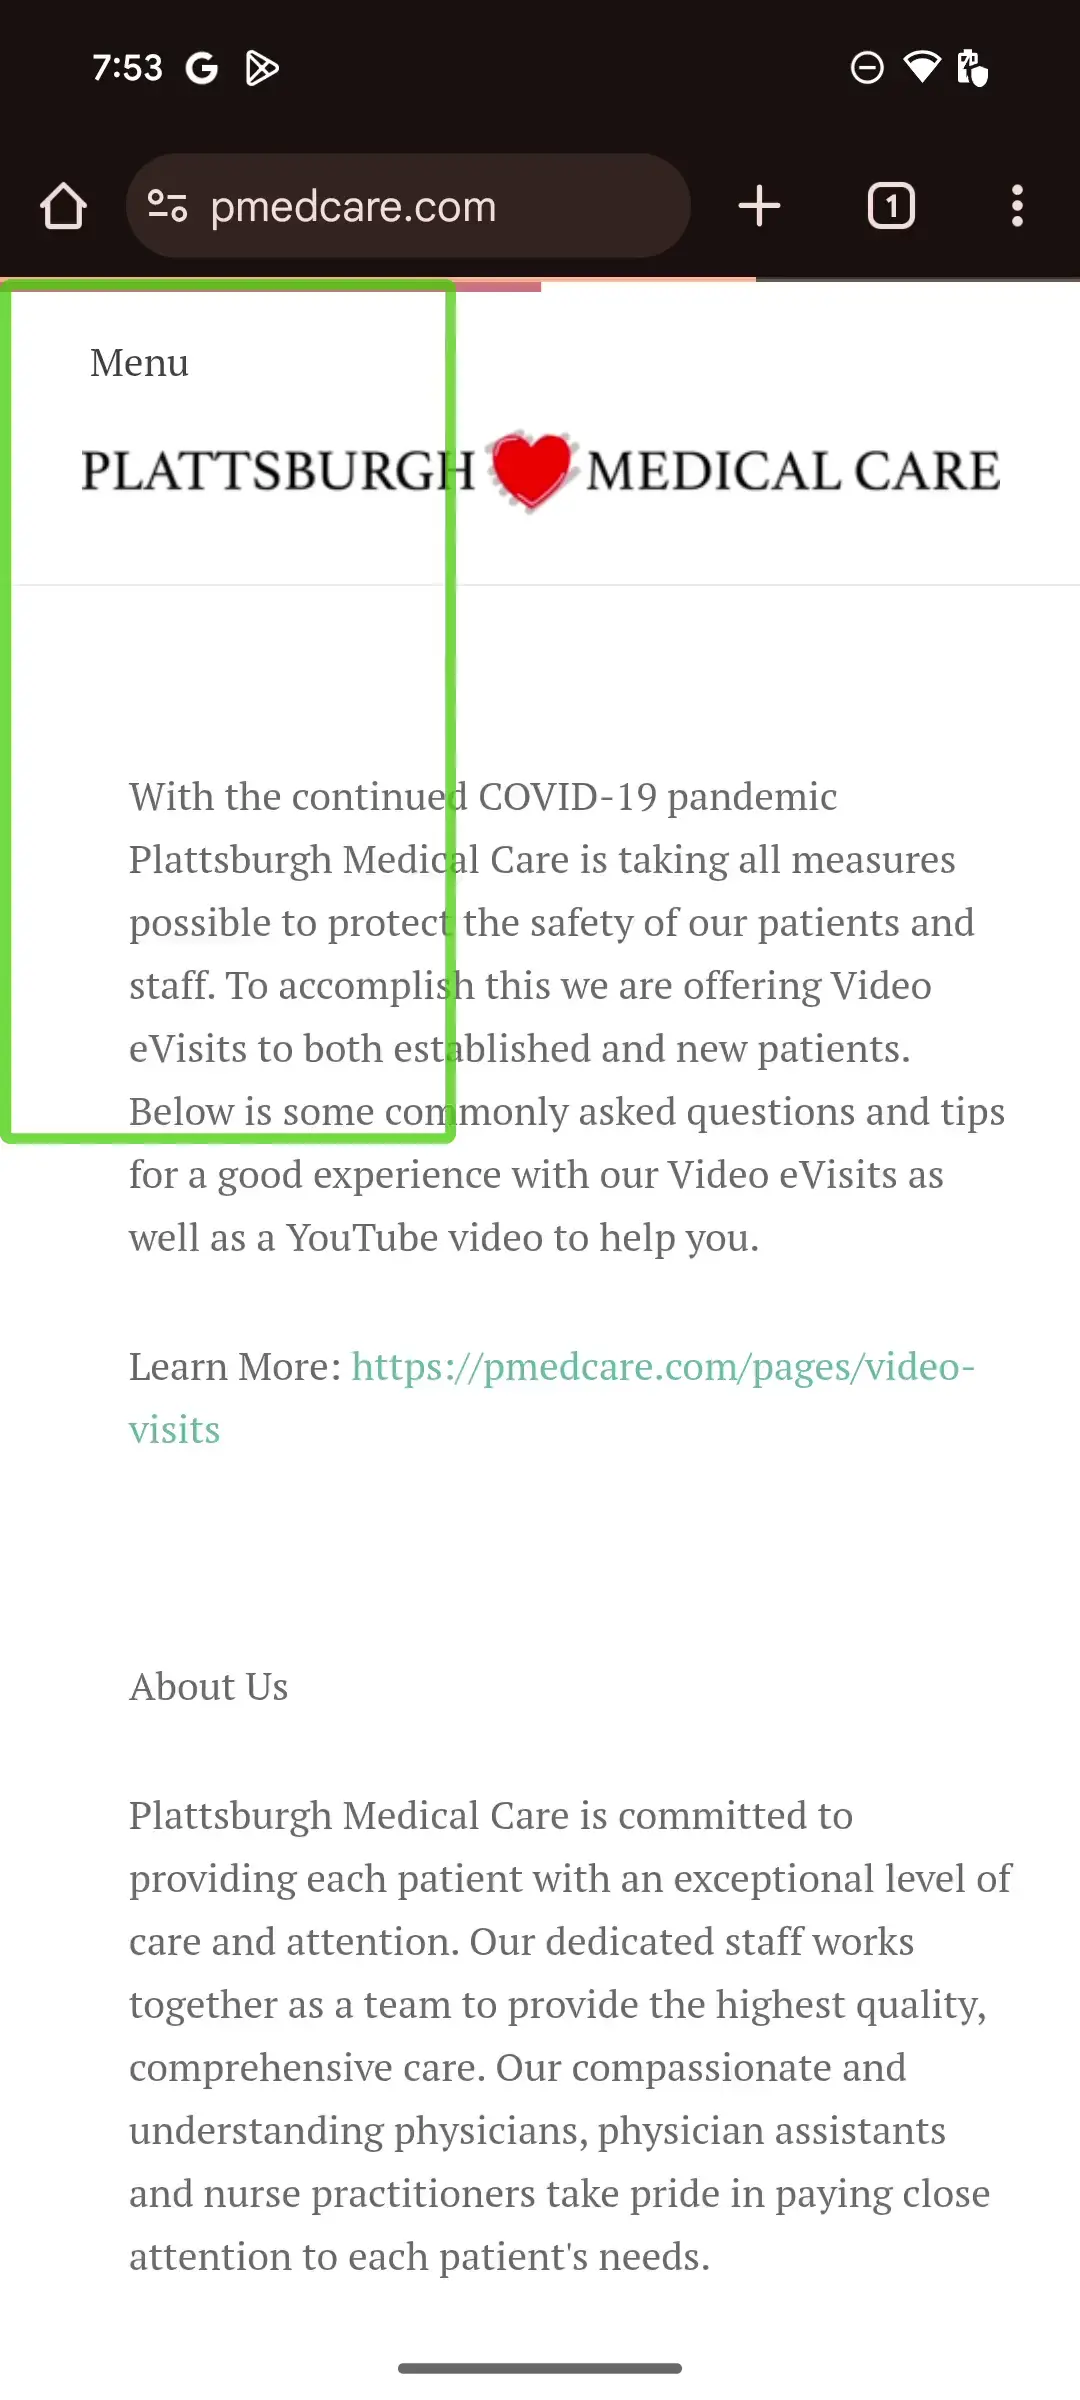 7:53
pmedcare.com
1
Menu
PLATTSBURGH MEDICAL CARE
With the continued COVID-19 pandemic
Plattsburgh Medical Care is taking all measures
possible to protect the safety of our patients and
staff. To accomplish this we are offering Video
eVisits to both established and new patients.
Below is some commonly asked questions and tips
for a good experience with our Video eVisits as
well as a YouTube video to help you.
Learn More: https://pmedcare.com/pages/video-
visits
About Us
Plattsburgh Medical Care is committed to
providing each patient with an exceptional level of
care and attention. Our dedicated staff works
together as a team to provide the highest quality,
comprehensive care. Our compassionate and
understanding physicians, physician assistants
and nurse practitioners take pride in paying close
attention to each patient's needs.